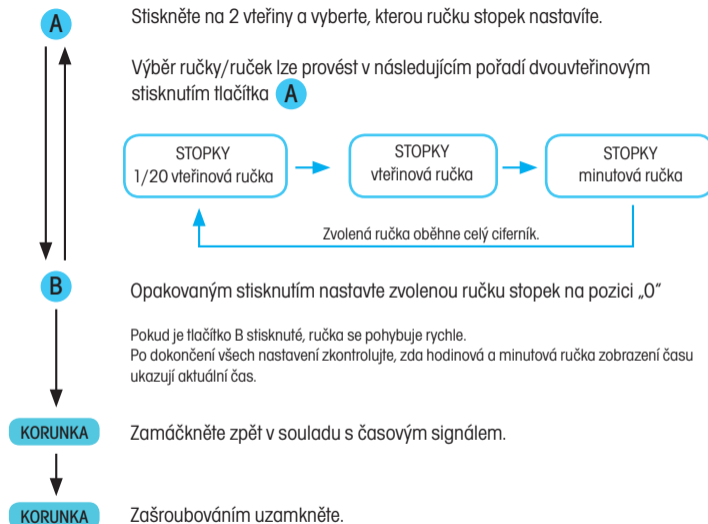 A
Stiskněte na 2 vteřiny a vyberte, kterou ručku stopek nastavíte.
Výběr ručky/ruček lze provést v následujícím pořadí dvouvteřinovým
stisknutím tlačítka A
STOPKY
1/20 vteřinová ručka
STOPKY
vteřinová ručka
STOPKY
minutová ručka
Zvolená ručka oběhne celý ciferník.
B
Opakovaným stisknutím nastavte zvolenou ručku stopek na pozici „0“
Pokud je tlačítko B stisknuté, ručka se pohybuje rychle.
Po dokončení všech nastavení zkontrolujte, zda hodinová a minutová ručka zobrazení času
ukazují aktuální čas.
KORUNKA
Zamáčkněte zpět v souladu s časovým signálem.
KORUNKA
Zašroubováním uzamkněte.